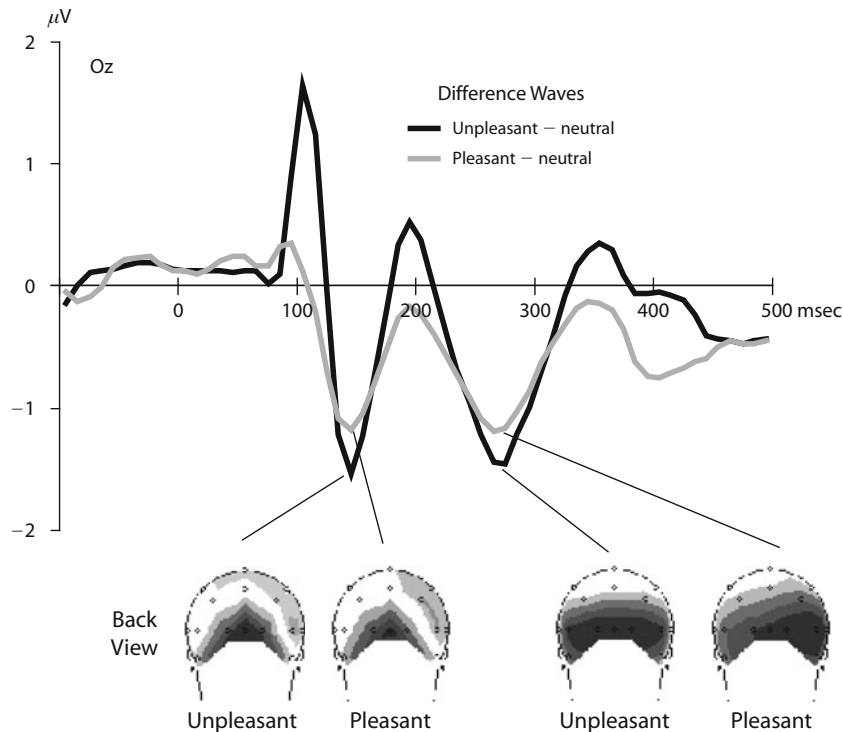 μV
2
Oz
Difference Waves
Unpleasant − neutral
Pleasant − neutral
1
0
0 100 200 300 400 500 msec
−1
−2
Back
View
Unpleasant Pleasant Unpleasant Pleasant